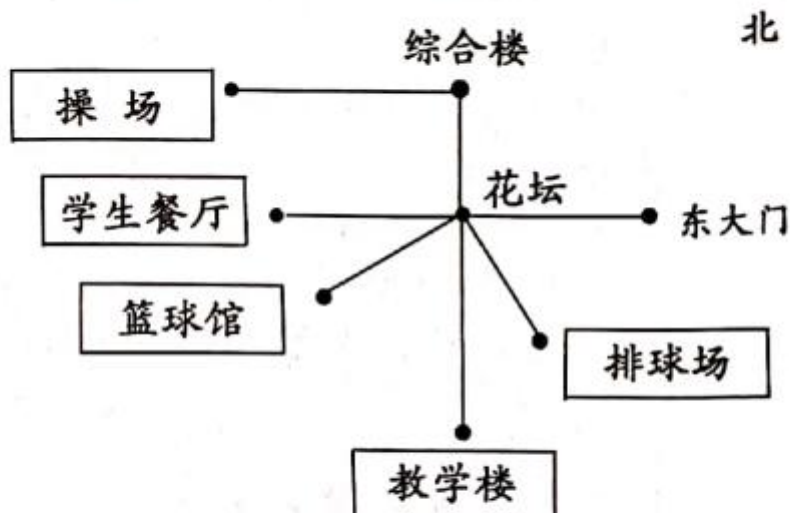 北
综合楼
操 场
花坛
学生餐厅
东大门
篮球馆
排球场
教学楼